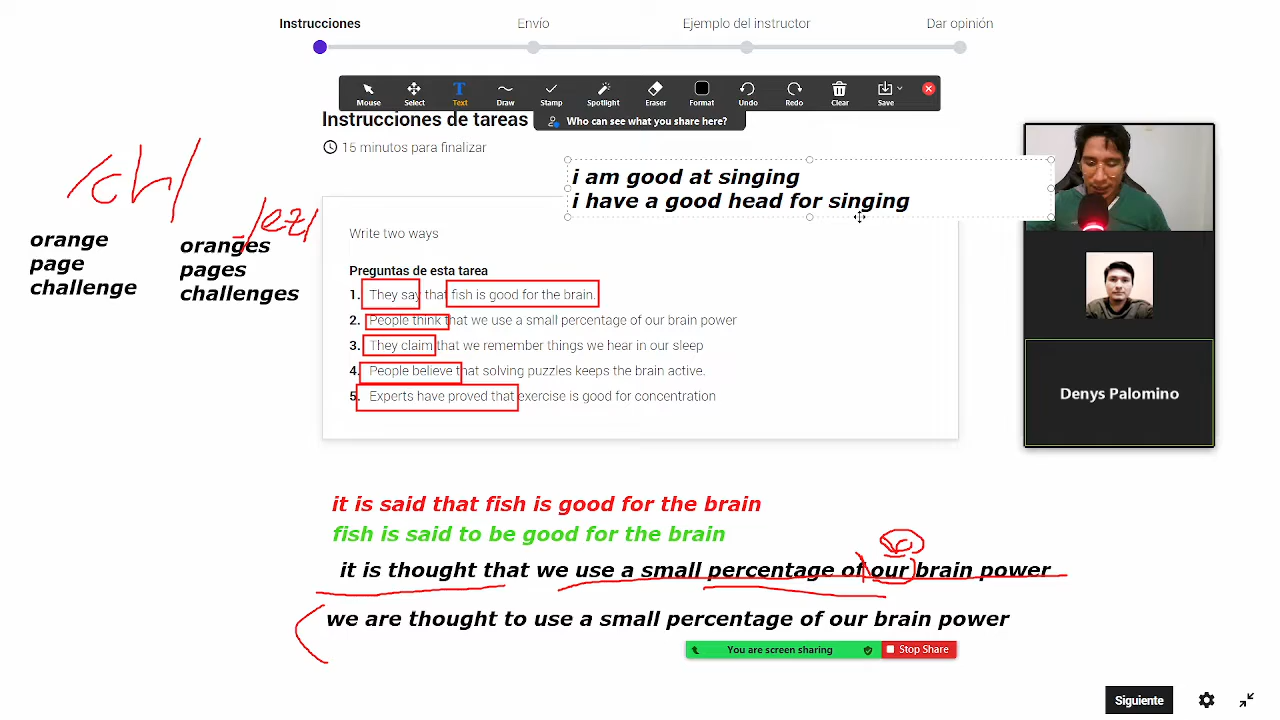 Instrucciones
Envío
Ejemplo del instructor
Dar opinión
Mouse
Select
Text
Draw
Stamp
Spotlight
Eraser
Format
Undo
Redo
Clear
Save
Who can see what you share here?
Instrucciones de tareas
16 minutos para finalizar
i am good at singing
i have a good head for singing
/ch/
/ez/
orange
page
challenge
oranges
pages
challenges
Write two ways
Preguntas de esta tarea
1. They say that fish is good for the brain.
2. People think that we use a small percentage of our brain power
3. They claim that we remember things we hear in our sleep
4. People believe that solving puzzles keeps the brain active.
5. Experts have proved that exercise is good for concentration
Denys Palomino
it is said that fish is good for the brain
fish is said to be good for the brain
it is thought that we use a small percentage of our brain power
we are thought to use a small percentage of our brain power
You are screen sharing
Stop Share
Siguiente